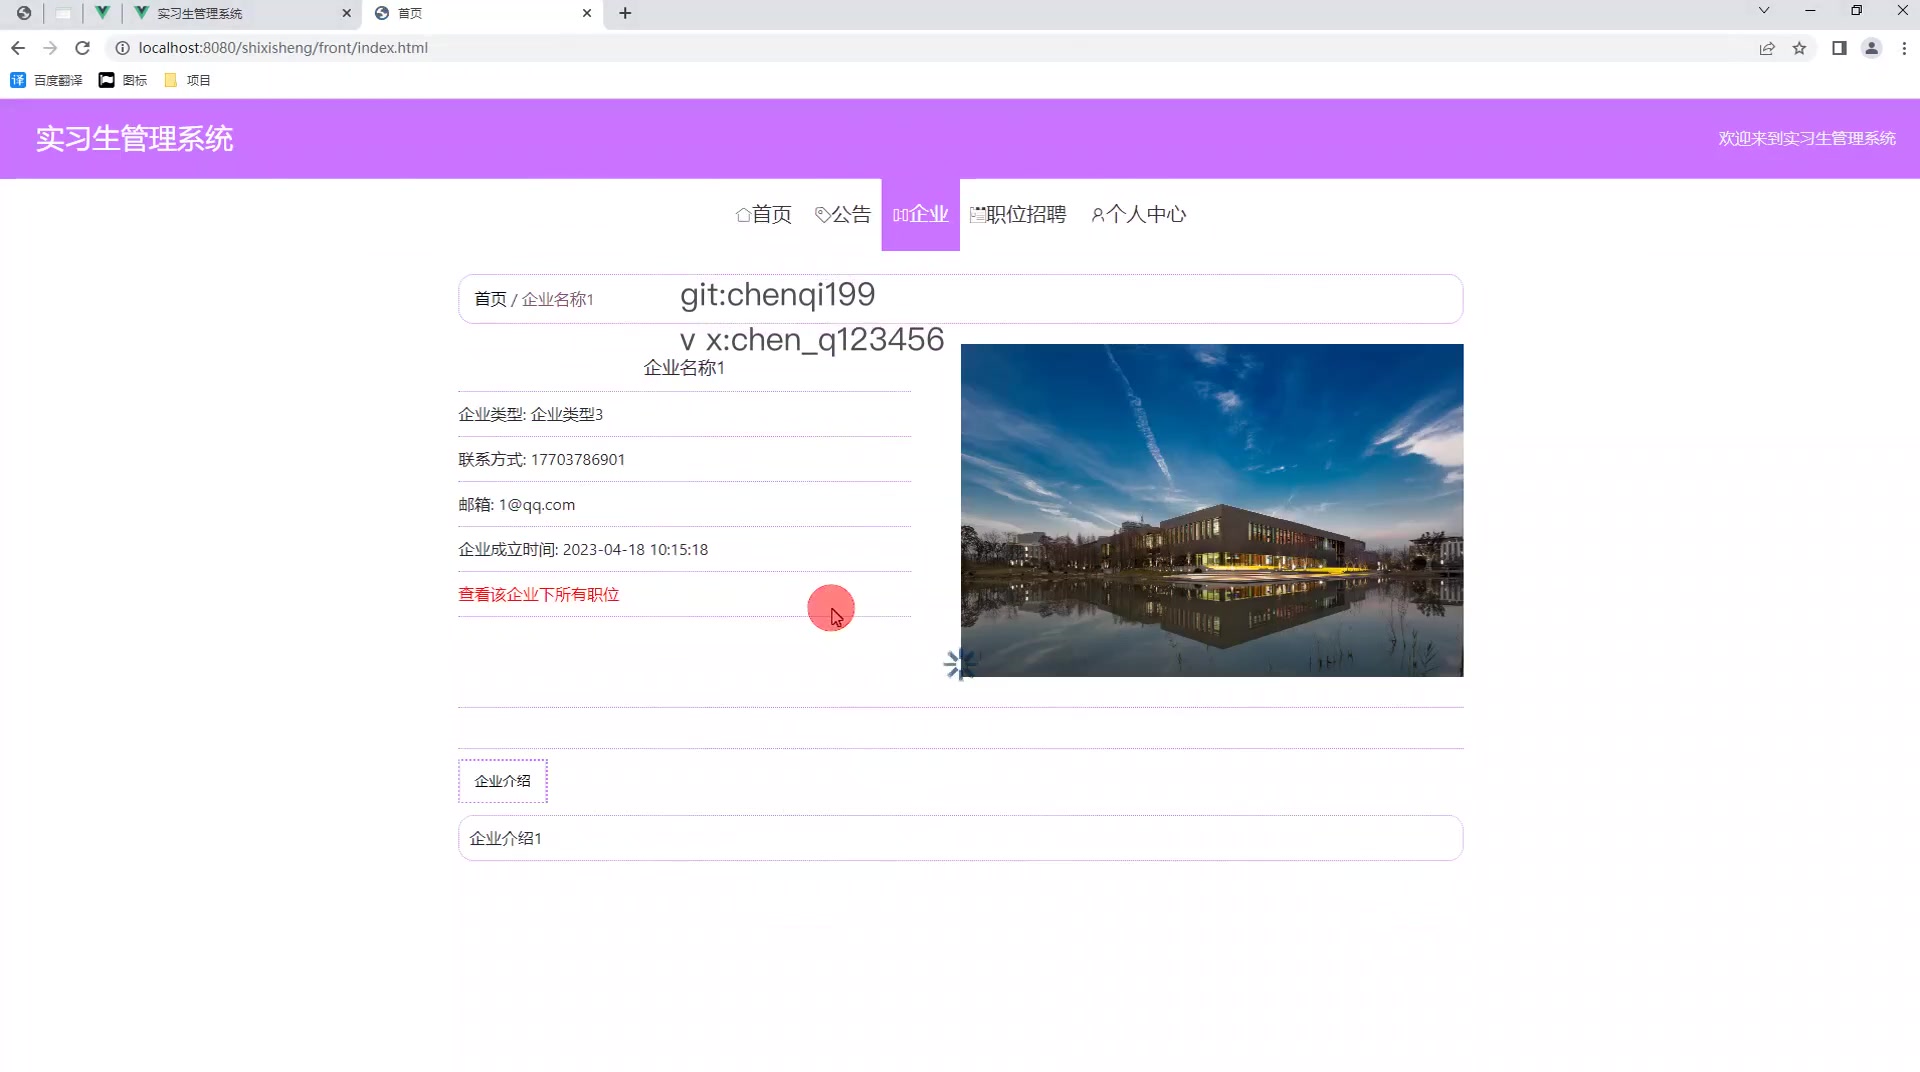 实习生管理系统
首页
localhost:8080/shixisheng/front/index.html
译 百度翻译 图标 项目
实习生管理系统
欢迎来到实习生管理系统
首页 公告 企业 职位招聘 个人中心
首页 / 企业名称1
git:chenqi199
v x:chen_q123456
企业名称1
企业类型: 企业类型3
联系方式: 17703786901
邮箱: 1@qq.com
企业成立时间: 2023-04-18 10:15:18
查看该企业下所有职位
企业介绍
企业介绍1